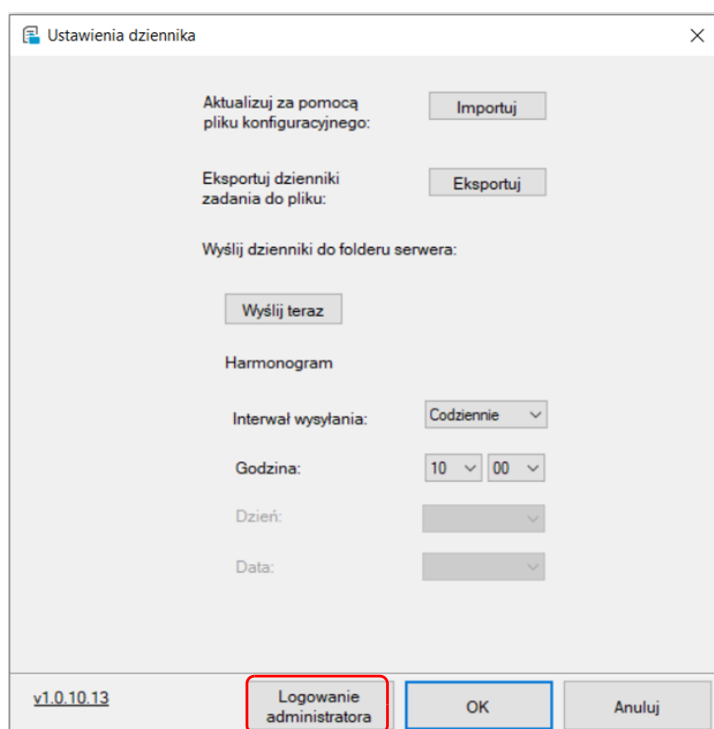 Ustawienia dziennika
Aktualizuj za pomocą
pliku konfiguracyjnego:
Importuj
Eksportuj dzienniki
zadania do pliku:
Eksportuj
Wyślij dzienniki do folderu serwera:
Wyślij teraz
Harmonogram
Interwał wysyłania:
Codziennie
Godzina:
10
00
Dzień:
Data:
v1.0.10.13
Logowanie
administratora
OK
Anuluj